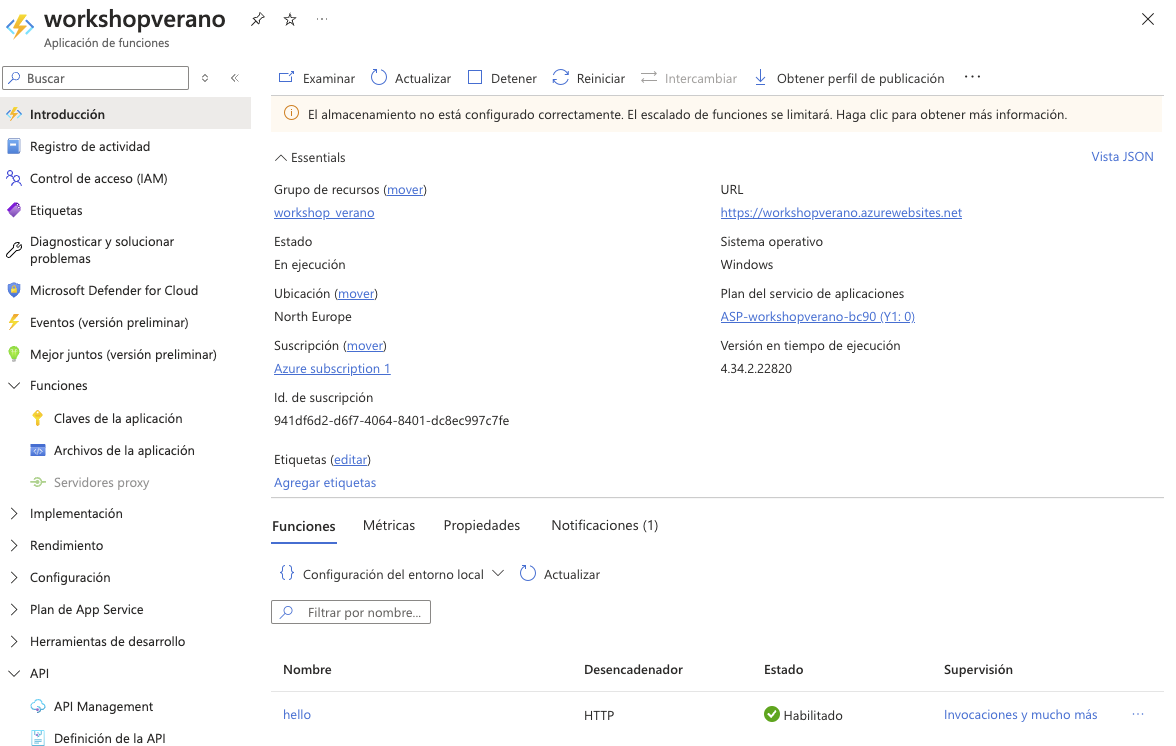 workshopverano
Aplicación de funciones
Buscar
Introducción
Registro de actividad
Control de acceso (IAM)
Etiquetas
Diagnosticar y solucionar
problemas
Microsoft Defender for Cloud
Eventos (versión preliminar)
Mejor juntos (versión preliminar)
Funciones
Claves de la aplicación
Archivos de la aplicación
Servidores proxy
Implementación
Rendimiento
Configuración
Plan de App Service
Herramientas de desarrollo
API
API Management
Definición de la API
Examinar Actualizar Detener Reiniciar Intercambiar Obtener perfil de publicación
El almacenamiento no está configurado correctamente. El escalado de funciones se limitará. Haga clic para obtener más información.
Essentials Vista JSON
Grupo de recursos (mover)
workshop_verano
Estado
En ejecución
Ubicación (mover)
North Europe
Suscripción (mover)
Azure subscription 1
Id. de suscripción
941df6d2-d6f7-4064-8401-dc8ec997c7fe
URL
https://workshopverano.azurewebsites.net
Sistema operativo
Windows
Plan del servicio de aplicaciones
ASP-workshopverano-bc90 (Y1: 0)
Versión en tiempo de ejecución
4.34.2.22820
Etiquetas (editar)
Agregar etiquetas
Funciones Métricas Propiedades Notificaciones (1)
Configuración del entorno local Actualizar
Filtrar por nombre...
Nombre Desencadenador Estado Supervisión
hello HTTP Habilitado Invocaciones y mucho más